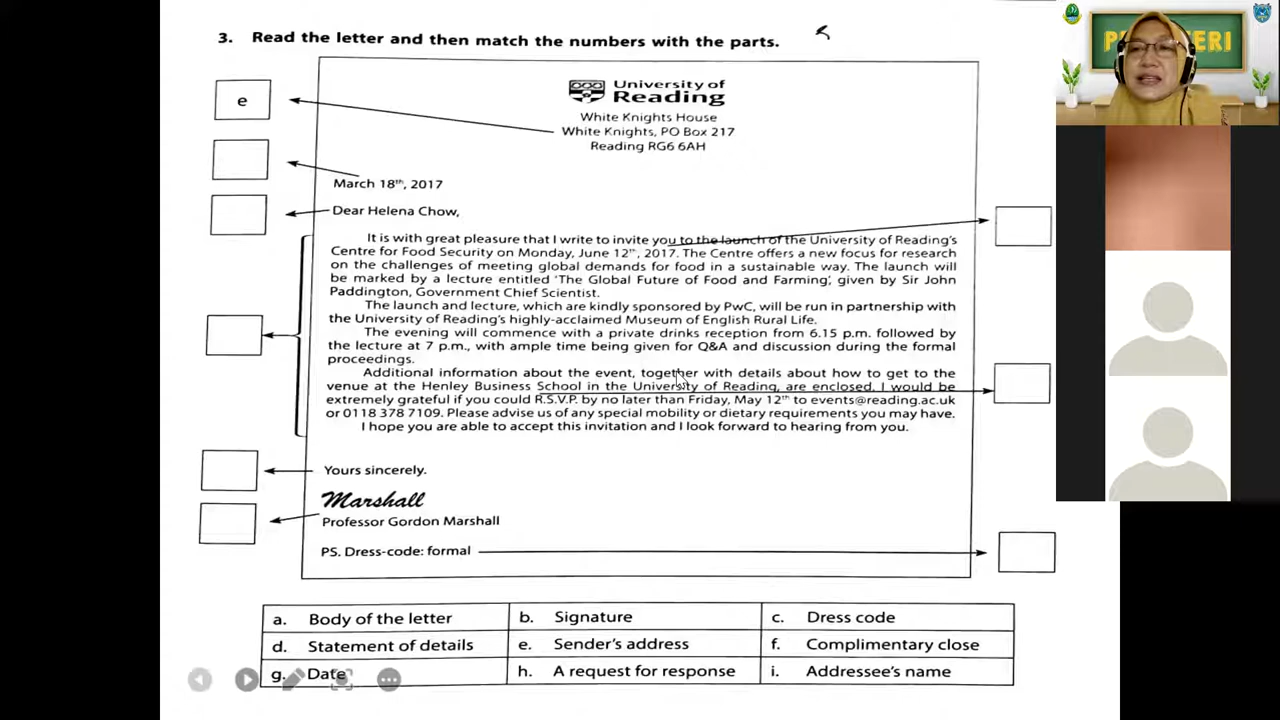 3. Read the letter and then match the numbers with the parts.
e
University of
Reading
White Knights House
White Knights, PO Box 217
Reading RG6 6AH
March 18th, 2017
Dear Helena Chow,
It is with great pleasure that I write to invite you to the launch of the University of Reading's
Centre for Food Security on Monday, June 12th, 2017. The Centre offers a new focus for research
on the challenges of meeting global demands for food in a sustainable way. The launch will
be marked by a lecture entitled 'The Global Future of Food and Farming', given by Sir John
Paddington, Government Chief Scientist.
The launch and lecture, which are kindly sponsored by PwC, will be run in partnership with
the University of Reading's highly-acclaimed Museum of English Rural Life.
The evening will commence with a private drinks reception from 6.15 p.m. followed by
the lecture at 7 p.m., with ample time being given for Q&A and discussion during the formal
proceedings.
Additional information about the event, together with details about how to get to the
venue at the Henley Business School in the University of Reading, are enclosed. I would be
extremely grateful if you could R.S.V.P. by no later than Friday, May 12th to events@reading.ac.uk
or 0118 378 7109. Please advise us of any special mobility or dietary requirements you may have.
I hope you are able to accept this invitation and I look forward to hearing from you.
Yours sincerely.
Marshall
Professor Gordon Marshall
PS. Dress-code: formal
a. Body of the letter b. Signature c. Dress code
d. Statement of details e. Sender's address f. Complimentary close
g. Date h. A request for response i. Addressee's name